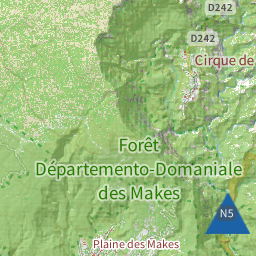 D242
D242
Cirque de
Forêt
Départemento-Domaniale
des Makes
N5
Plaine des Makes